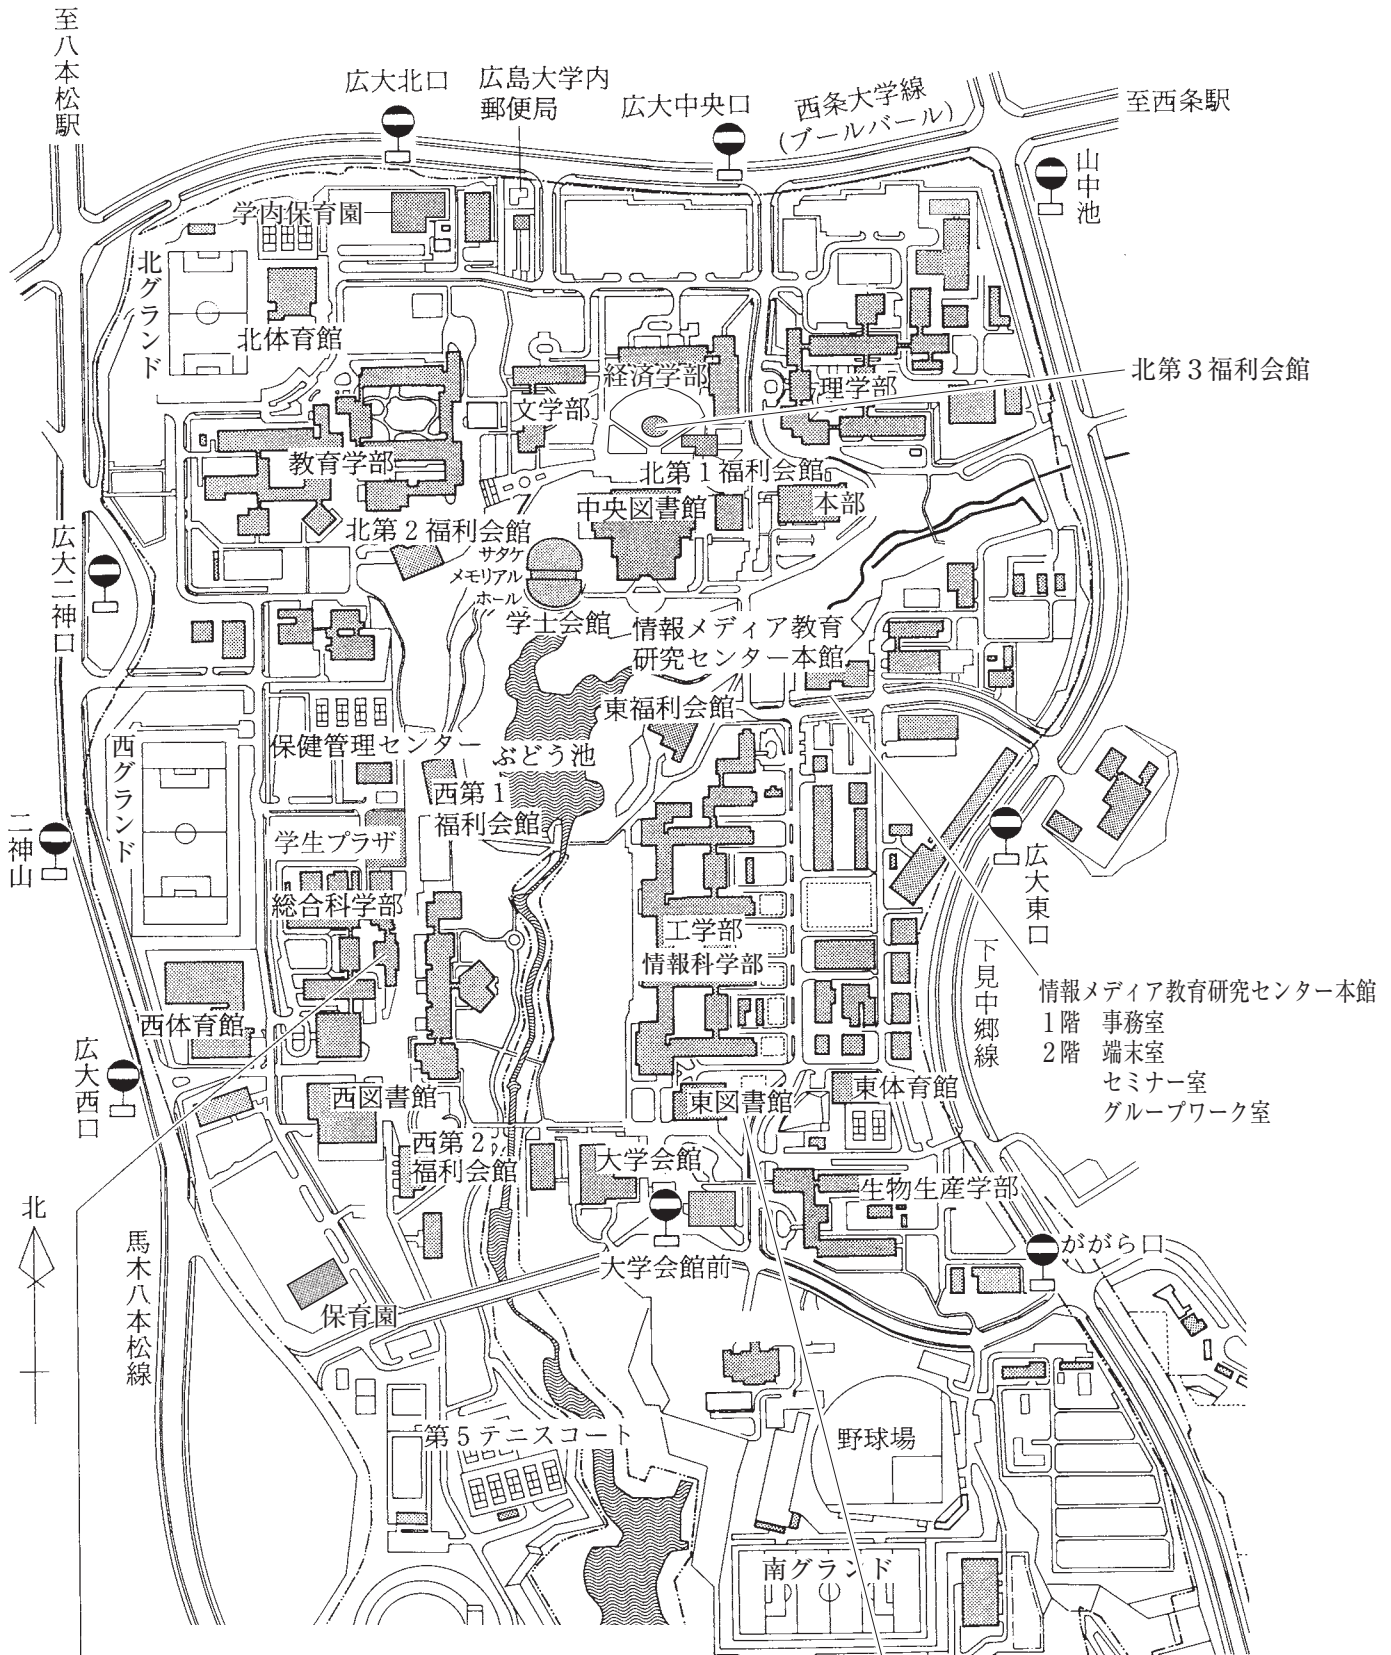 至八本松駅
広大北口
広島大学内
郵便局
広大中央口
西条大学線
(ブールバール)
至西条駅
山中池
学内保育園
北グランド
北体育館
経済学部
文学部
理学部
北第３福利会館
教育学部
北第１福利会館
中央図書館
本部
北第２福利会館
サタケ
メモリアル
ホール
学士会館
広大二神口
情報メディア教育
研究センター本館
東福利会館
保健管理センター
ぶどう池
西グランド
西第１
福利会館
二神山
学生プラザ
総合科学部
広大東口
工学部
情報科学部
下見中郷線
情報メディア教育研究センター本館
１階　事務室
２階　端末室
セミナー室
グループワーク室
西体育館
広大西口
西図書館
東図書館
東体育館
西第２
福利会館
大学会館
生物生産学部
北
馬木八本松線
大学会館前
ががら口
保育園
第５テニスコート
野球場
南グランド